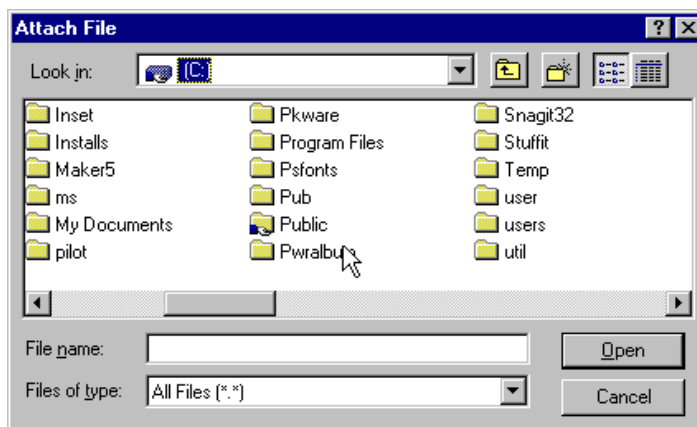 Attach File
Look in: (C:
Inset Pkware Snagit32
Installs Program Files Stuffit
Maker5 Psfonts Temp
ms Pub user
My Documents Public users
pilot Pwralbum util
File name: Open
Files of type: All Files (*.*) Cancel